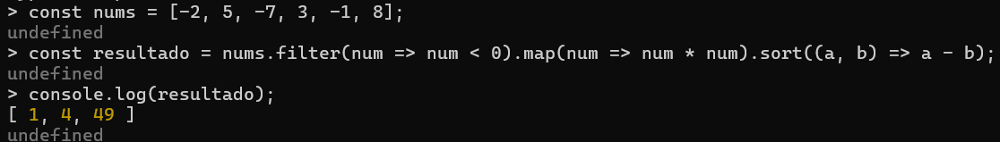 > const nums = [-2, 5, -7, 3, -1, 8];
undefined
> const resultado = nums.filter(num => num < 0).map(num => num * num).sort((a, b) => a - b);
undefined
> console.log(resultado);
[ 1, 4, 49 ]
undefined